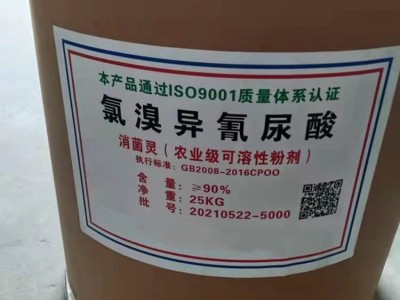 本产品通过ISO9001质量体系认证
氯溴异氰尿酸
消菌灵（农业级可溶性粉剂）
执行标准：GB2008-2016CPOO
含量：≥90%
净重：25KG
批号：20210522-5000